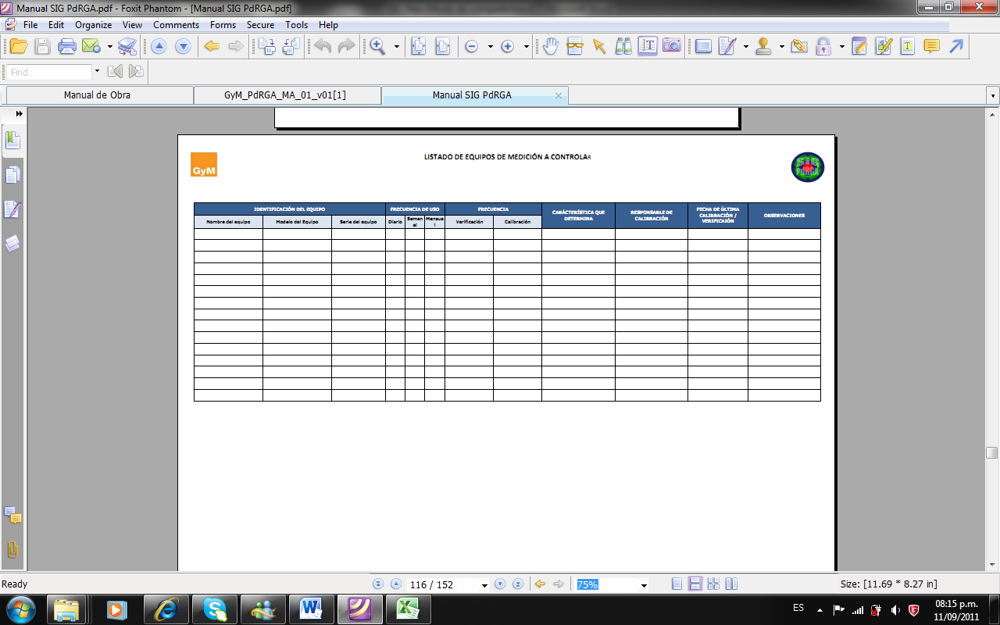 Manual SIG PdRGA.pdf - Foxit Phantom - [Manual SIG PdRGA.pdf]
File Edit Organize View Comments Forms Secure Tools Help
Find
Manual de Obra GyM_PdRGA_MA_01_v01[1] Manual SIG PdRGA
GyM
LISTADO DE EQUIPOS DE MEDICIÓN A CONTROLAR
SIG
PdRGA
IDENTIFICACIÓN DEL EQUIPO FRECUENCIA DE USO FRECUENCIA CARÁCTERÍSTICA QUE DETERMINA RESPONSABLE DE CALIBRACIÓN FECHA DE ÚLTIMA CALIBRACIÓN / VERIFICAIÓN OBSERVACIONES
Nombre del equipo Modelo del Equipo Serie del equipo Diario Semanal Mensual Verificación Calibración
Ready 116 / 152 75% Size: [11.69 * 8.27 in]
ES 08:15 p.m.
11/09/2011